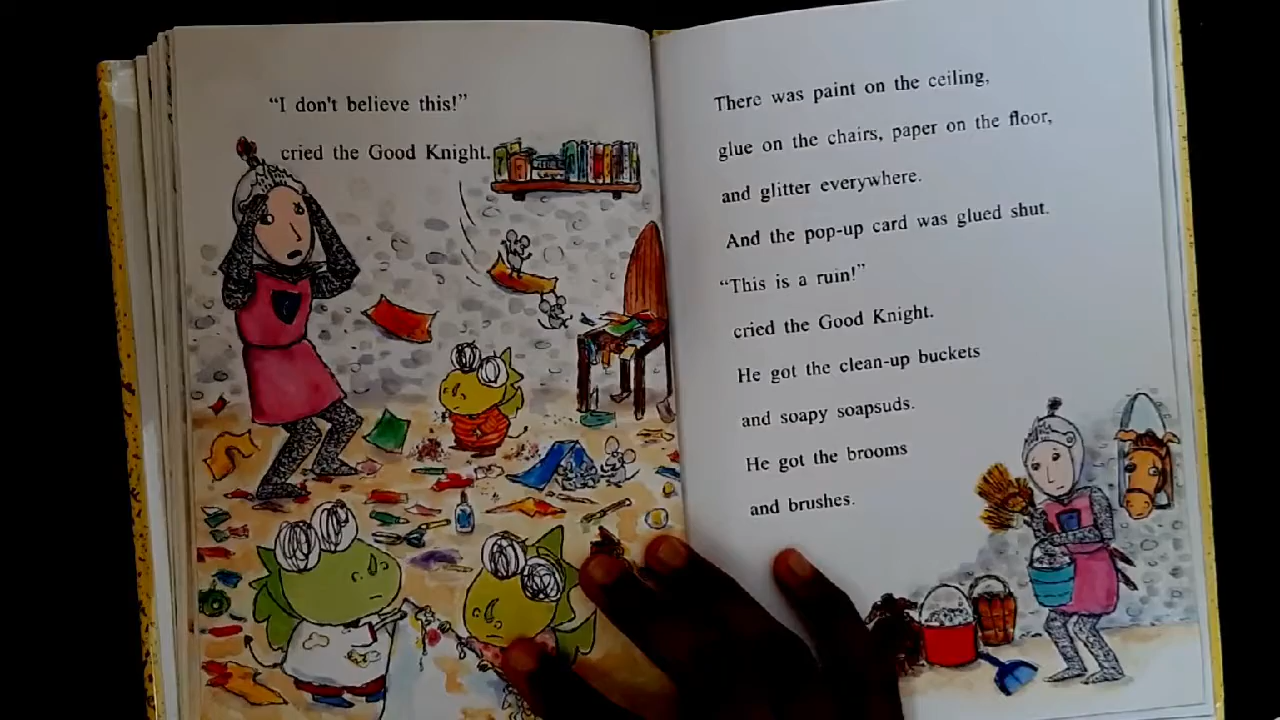 “I don't believe this!”
cried the Good Knight.
There was paint on the ceiling,
glue on the chairs, paper on the floor,
and glitter everywhere.
And the pop-up card was glued shut.
“This is a ruin!”
cried the Good Knight.
He got the clean-up buckets
and soapy soapsuds.
He got the brooms
and brushes.